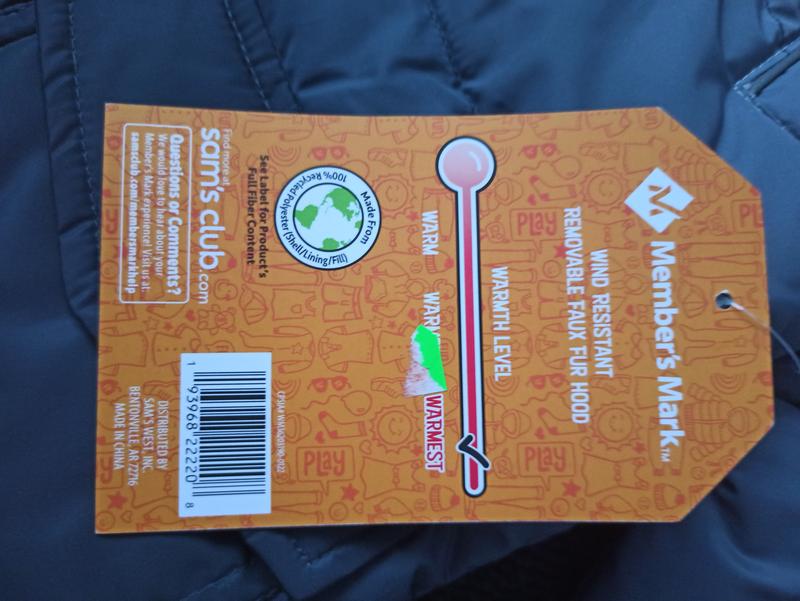 Member's Mark™
WIND RESISTANT
REMOVABLE FAUX FUR HOOD
WARMTH LEVEL
WARM
WARMEST
Made From
100% Recycled Polyester (Shell/Lining/Fill)
See Label for Product's
Full Fiber Content.
Find more at
sam's club.com
Questions or Comments?
We would love to hear about your
Member's Mark experience! Visit us at:
samsclub.com/membersmarkhelp
1 93968 22220 8
DISTRIBUTED BY
SAM'S WEST, INC.
BENTONVILLE, AR 72716
MADE IN CHINA
PLAY
PLAY
PLAY